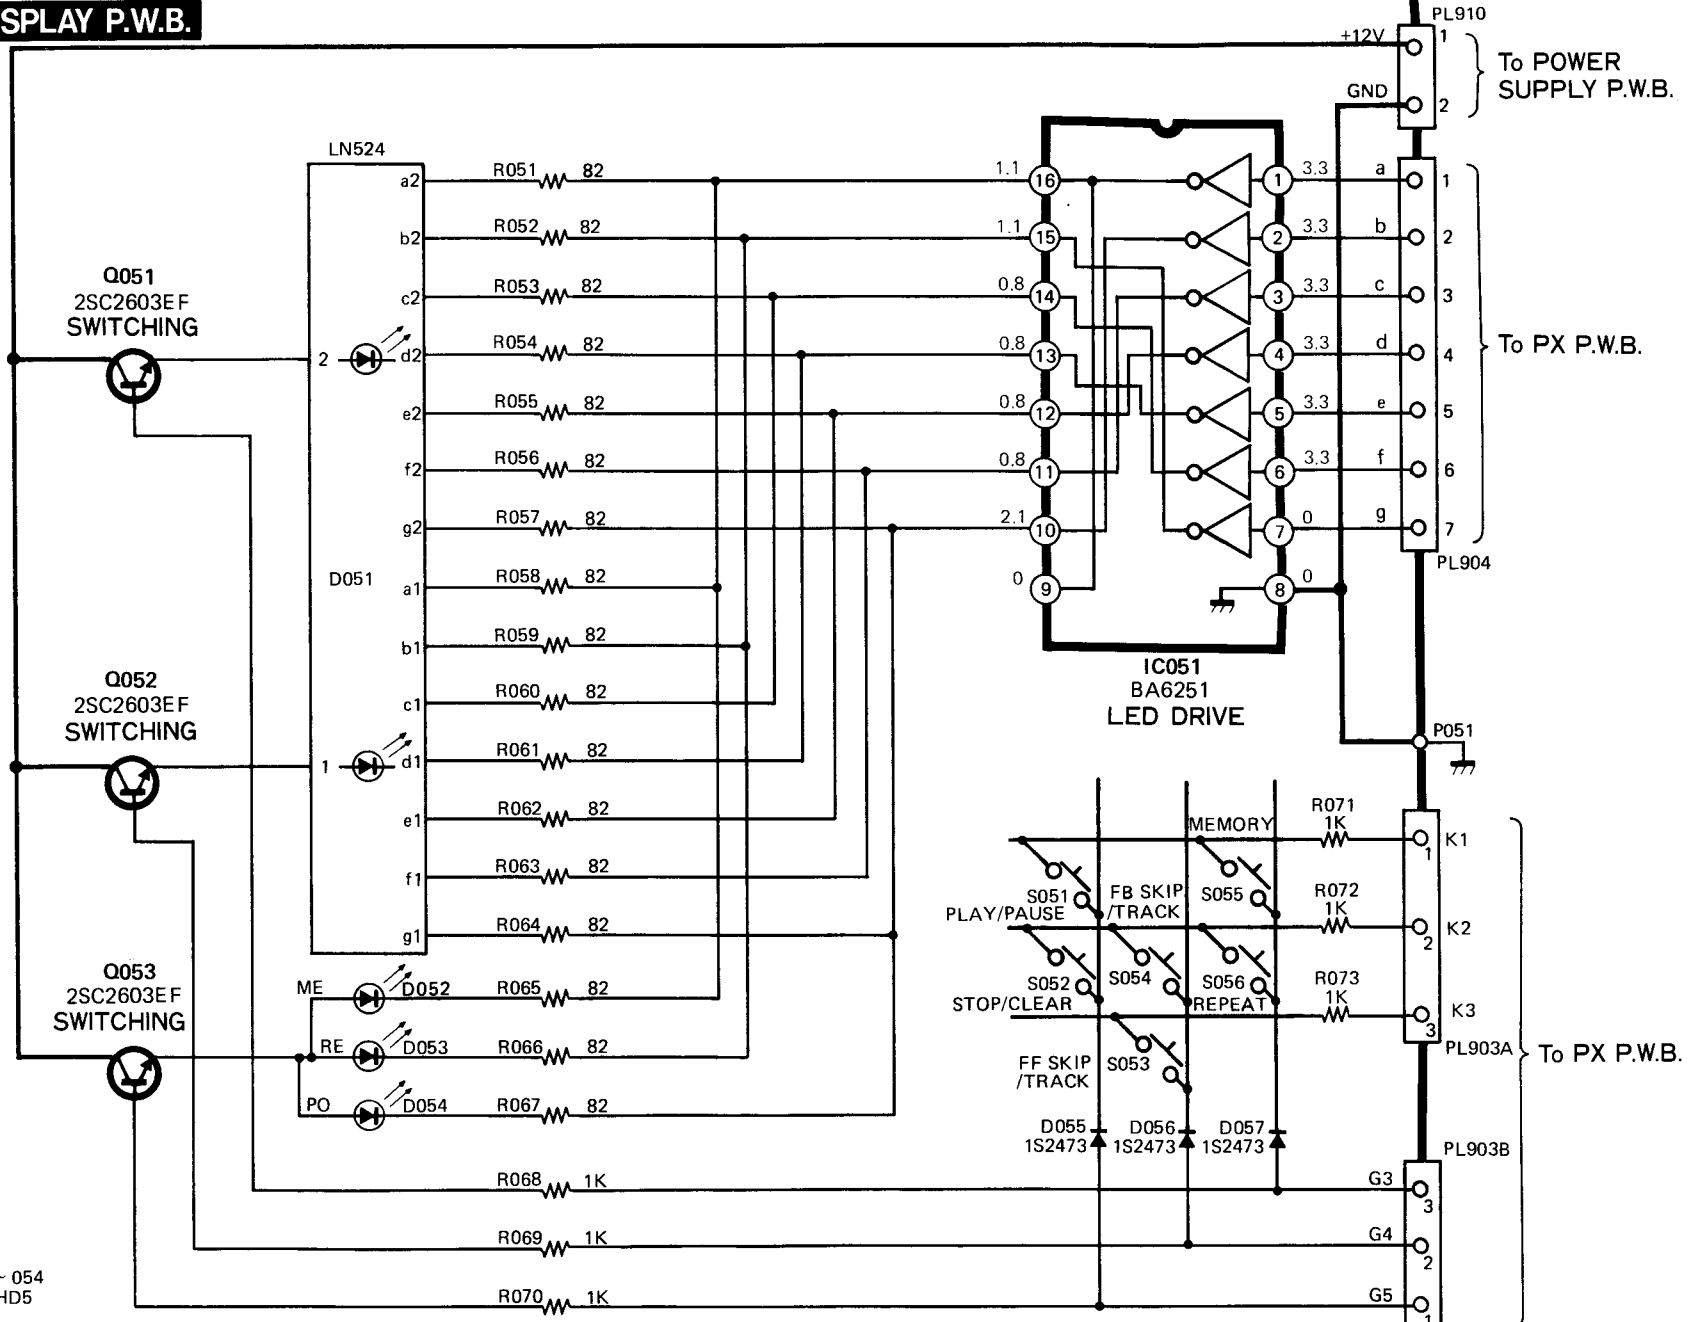 SPLAY P.W.B.
PL910
+12V
1
GND
2
To POWER
SUPPLY P.W.B.
LN524
D051
a2
b2
c2
2
d2
e2
f2
g2
a1
b1
c1
1
d1
e1
f1
g1
R051 82
R052 82
R053 82
R054 82
R055 82
R056 82
R057 82
R058 82
R059 82
R060 82
R061 82
R062 82
R063 82
R064 82
ME D052 R065 82
RE D053 R066 82
PO D054 R067 82
R068 1K
R069 1K
R070 1K
Q051
2SC2603EF
SWITCHING
Q052
2SC2603EF
SWITCHING
Q053
2SC2603EF
SWITCHING
1.1 16 1 3.3 a 1
1.1 15 2 3.3 b 2
0.8 14 3 3.3 c 3
0.8 13 4 3.3 d 4
0.8 12 5 3.3 e 5
0.8 11 6 3.3 f 6
2.1 10 7 0 g 7
0 9 8 0
To PX P.W.B.
PL904
IC051
BA6251
LED DRIVE
P051
R071
1K
MEMORY
K1
1
S051
PLAY/PAUSE
FB SKIP
/TRACK
S055
R072
1K
K2
2
S052
STOP/CLEAR
S054
S056
REPEAT
R073
1K
K3
3
FF SKIP
/TRACK
S053
PL903A
To PX P.W.B.
D055
1S2473
D056
1S2473
D057
1S2473
PL903B
G3
3
G4
2
G5
1
~ 054
HD5